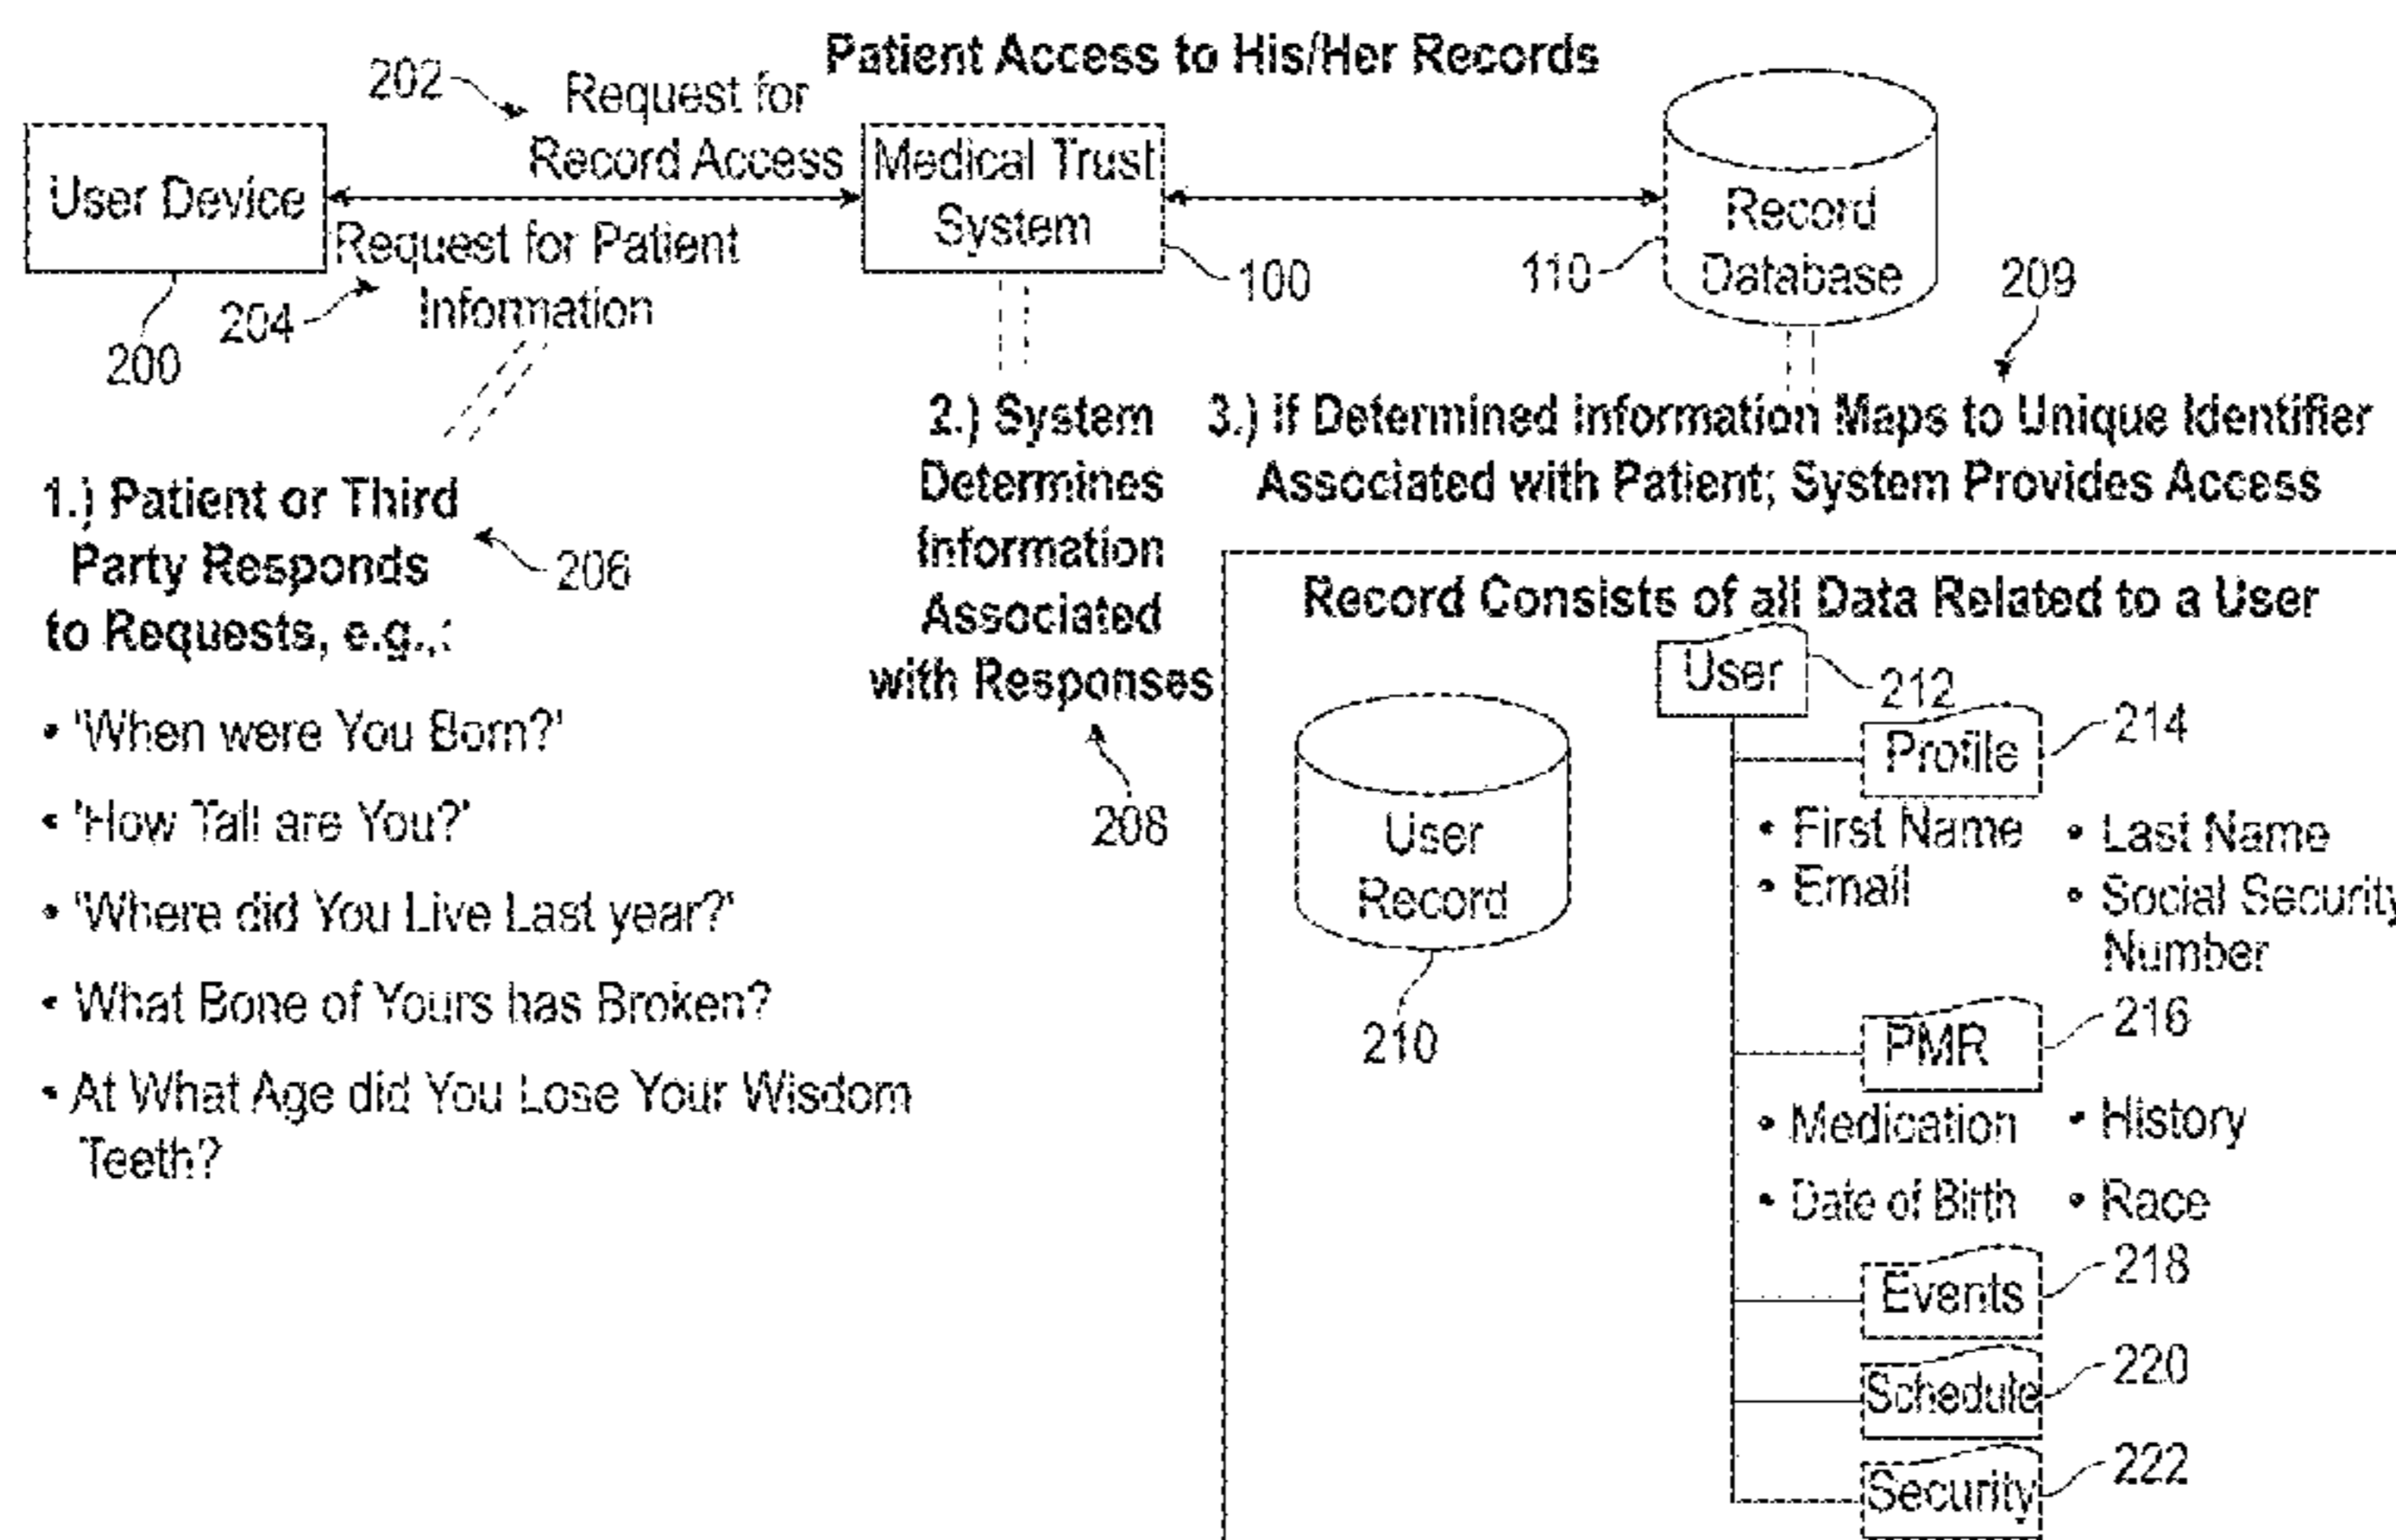 Patient Access to His/Her Records
202
Request for
Record Access
User Device
Medical Trust
System
Record
Database
Request for Patient
Information
204
200
100
110
209
1.) Patient or Third
Party Responds
to Requests, e.g.,:
206
• 'When were You Born?'
• 'How Tall are You?'
• 'Where did You Live Last year?'
• What Bone of Yours has Broken?
• At What Age did You Lose Your Wisdom
Teeth'?
2.) System
Determines
Information
Associated
with Responses
208
3.) If Determined Information Maps to Unique Identifier
Associated with Patient; System Provides Access
Record Consists of all Data Related to a User
User
Record
210
User
212
Profile
214
• First Name
• Last Name
• Email
• Social Security
Number
PMR
216
• Medication
• History
• Date of Birth
• Race
Events
218
Schedule
220
Security
222